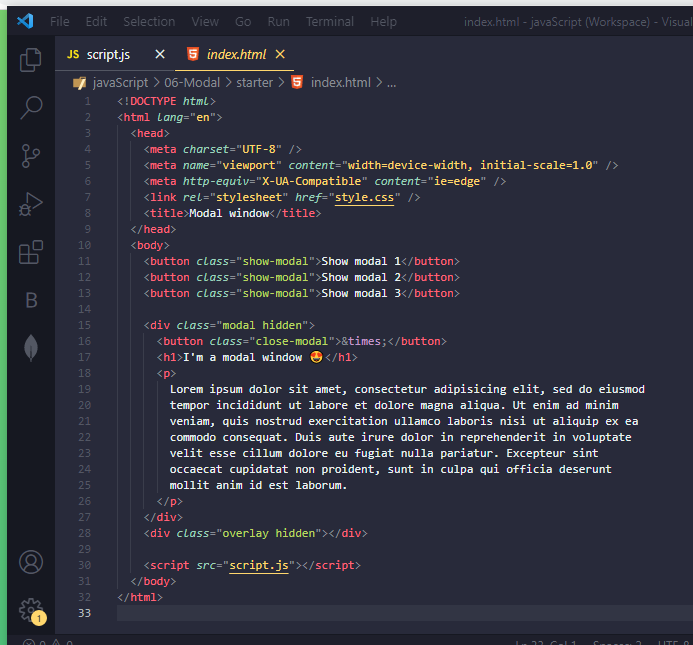 File Edit Selection View Go Run Terminal Help index.html - javaScript (Workspace) - Visual
JS script.js × index.html ×
javaScript > 06-Modal > starter > index.html > ...
1 <!DOCTYPE html>
2 <html lang="en">
3 <head>
4 <meta charset="UTF-8" />
5 <meta name="viewport" content="width=device-width, initial-scale=1.0" />
6 <meta http-equiv="X-UA-Compatible" content="ie=edge" />
7 <link rel="stylesheet" href="style.css" />
8 <title>Modal window</title>
9 </head>
10 <body>
11 <button class="show-modal">Show modal 1</button>
12 <button class="show-modal">Show modal 2</button>
13 <button class="show-modal">Show modal 3</button>
14
15 <div class="modal hidden">
16 <button class="close-modal">&times;</button>
17 <h1>I'm a modal window 🤩</h1>
18 <p>
19 Lorem ipsum dolor sit amet, consectetur adipisicing elit, sed do eiusmod
20 tempor incididunt ut labore et dolore magna aliqua. Ut enim ad minim
21 veniam, quis nostrud exercitation ullamco laboris nisi ut aliquip ex ea
22 commodo consequat. Duis aute irure dolor in reprehenderit in voluptate
23 velit esse cillum dolore eu fugiat nulla pariatur. Excepteur sint
24 occaecat cupidatat non proident, sunt in culpa qui officia deserunt
25 mollit anim id est laborum.
26 </p>
27 </div>
28 <div class="overlay hidden"></div>
29
30 <script src="script.js"></script>
31 </body>
32 </html>
33
B
1